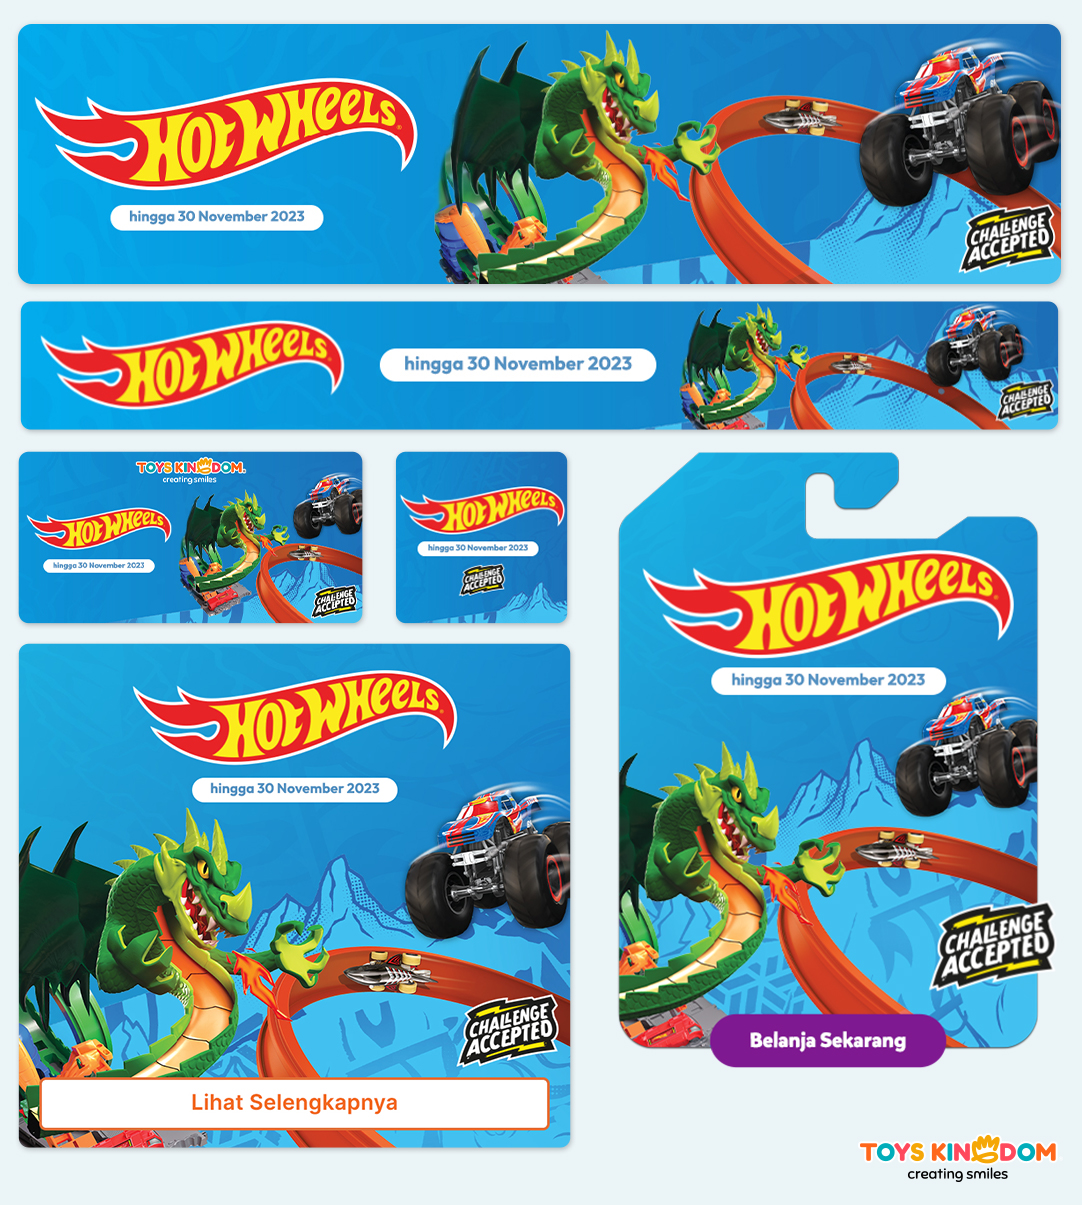 HOT WHEELS
hingga 30 November 2023
CHALLENGE
ACCEPTED
HOT WHEELS
hingga 30 November 2023
CHALLENGE
ACCEPTED
TOYS KINGDOM
creating smiles
HOT WHEELS
hingga 30 November 2023
CHALLENGE
ACCEPTED
HOT WHEELS
hingga 30 November 2023
CHALLENGE
ACCEPTED
HOT WHEELS
hingga 30 November 2023
CHALLENGE
ACCEPTED
Belanja Sekarang
HOT WHEELS
hingga 30 November 2023
CHALLENGE
ACCEPTED
Lihat Selengkapnya
TOYS KINGDOM
creating smiles